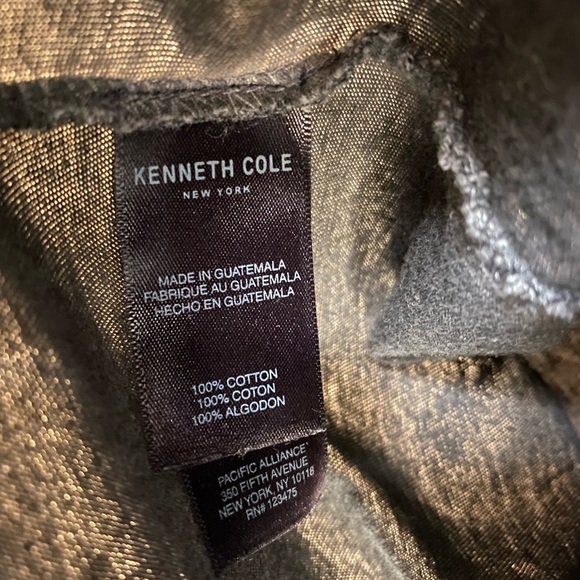 KENNETH COLE
NEW YORK
MADE IN GUATEMALA
FABRIQUE AU GUATEMALA
HECHO EN GUATEMALA
100% COTTON
100% COTON
100% ALGODON
PACIFIC ALLIANCE
350 FIFTH AVENUE
NEW YORK, NY 10118
RN# 123475